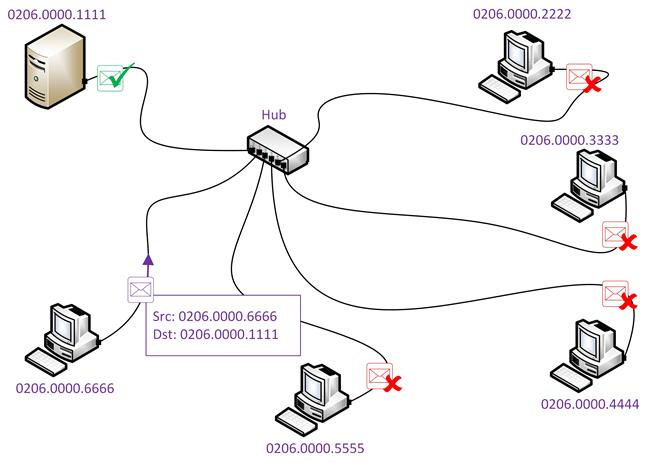 0206.0000.1111
0206.0000.2222
Hub
0206.0000.3333
Src: 0206.0000.6666
Dst: 0206.0000.1111
0206.0000.6666
0206.0000.4444
0206.0000.5555